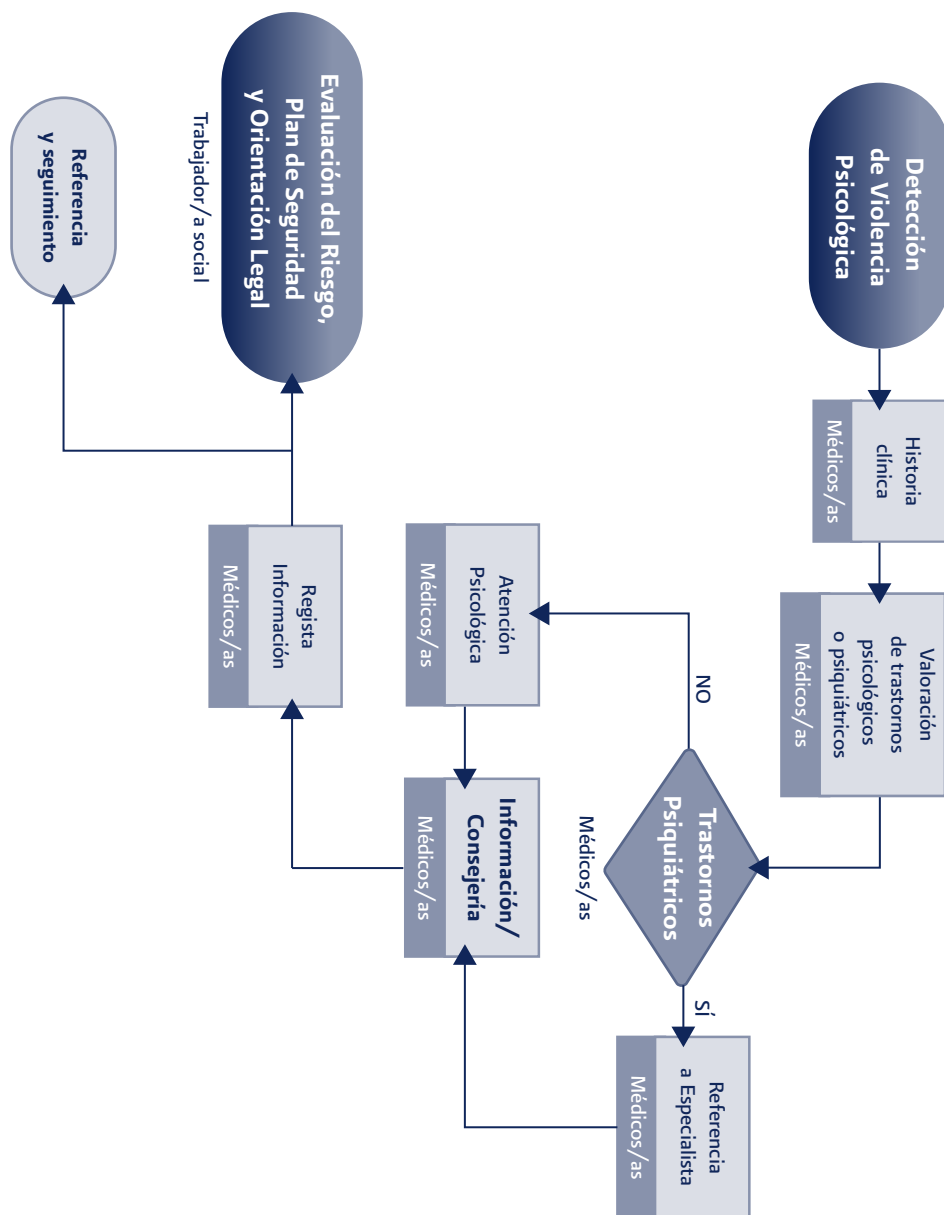 Detección
de Violencia
Psicológica
Historia
clínica
Médicos/as
Valoración
de trastornos
psicológicos
o psiquiátricos
Médicos/as
Trastornos
Psiquiátricos
Médicos/as
NO
SÍ
Atención
Psicológica
Médicos/as
Referencia
a Especialista
Médicos/as
Información/
Consejería
Médicos/as
Regista
Información
Médicos/as
Evaluación del Riesgo,
Plan de Seguridad
y Orientación Legal
Trabajador/a social
Referencia
y seguimiento